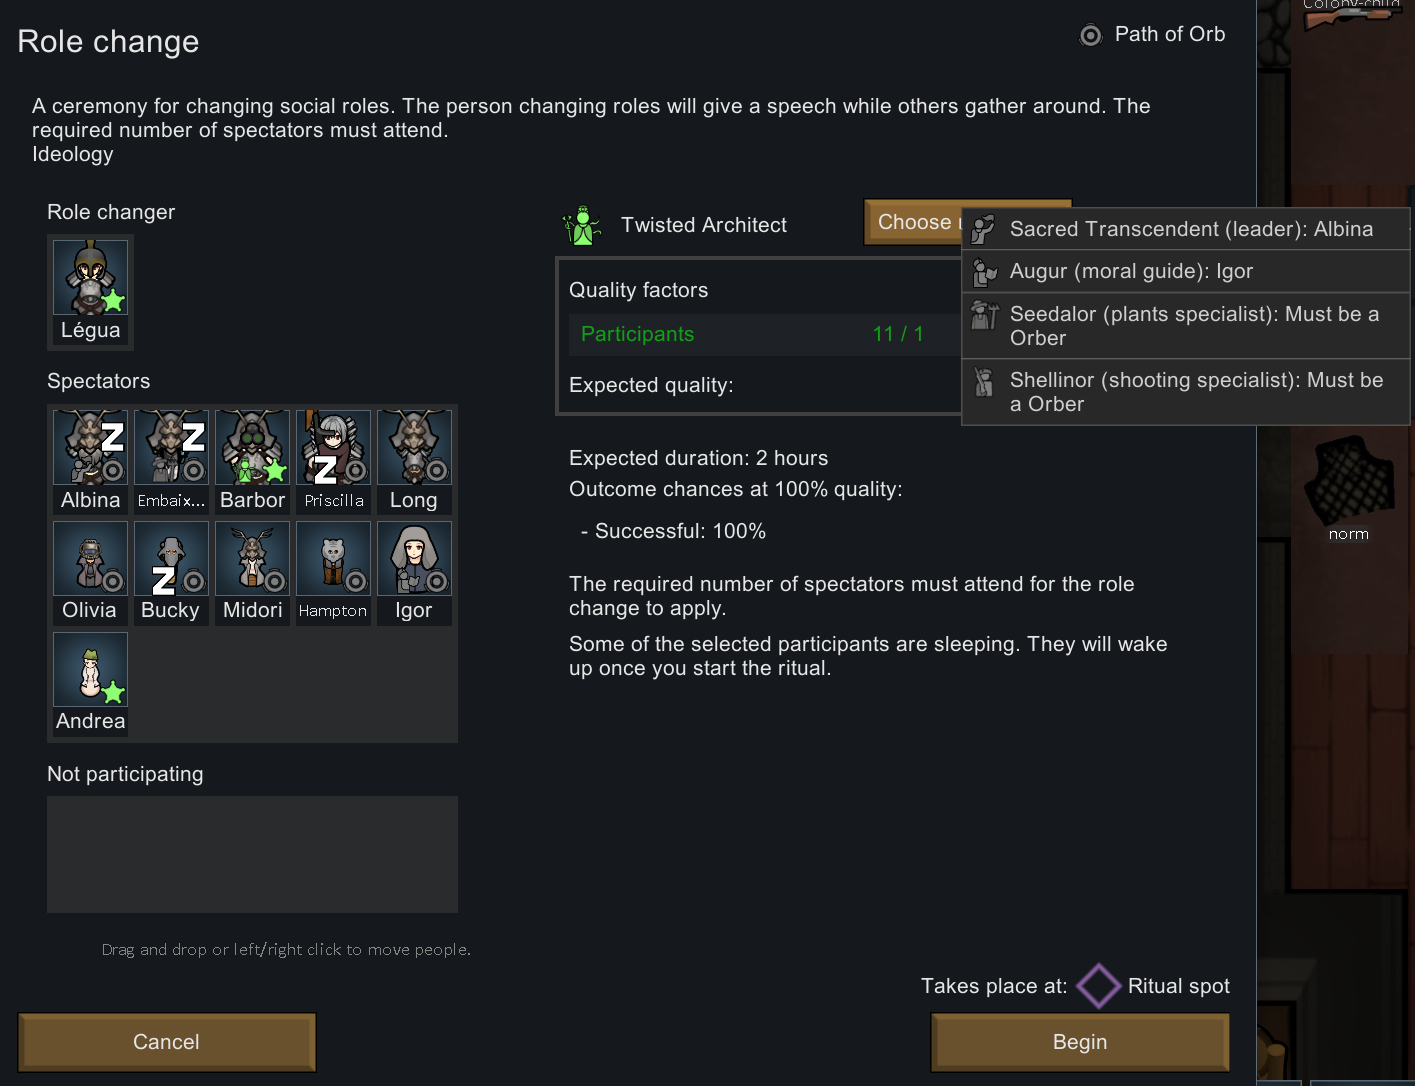 Colony-child
Role change
Path of Orb
A ceremony for changing social roles. The person changing roles will give a speech while others gather around. The
required number of spectators must attend.
Ideology
Role changer
Légua
Twisted Architect
Choose
Sacred Transcendent (leader): Albina
Augur (moral guide): Igor
Seedalor (plants specialist): Must be a
Orber
Shellinor (shooting specialist): Must be
a Orber
Quality factors
Participants 11 / 1
Expected quality:
Spectators
Albina Embaix... Barbor Priscilla Long
Olivia Bucky Midori Hampton Igor
Andrea
Expected duration: 2 hours
Outcome chances at 100% quality:
- Successful: 100%
The required number of spectators must attend for the role
change to apply.
Some of the selected participants are sleeping. They will wake
up once you start the ritual.
norm
Not participating
Drag and drop or left/right click to move people.
Takes place at: Ritual spot
Cancel
Begin